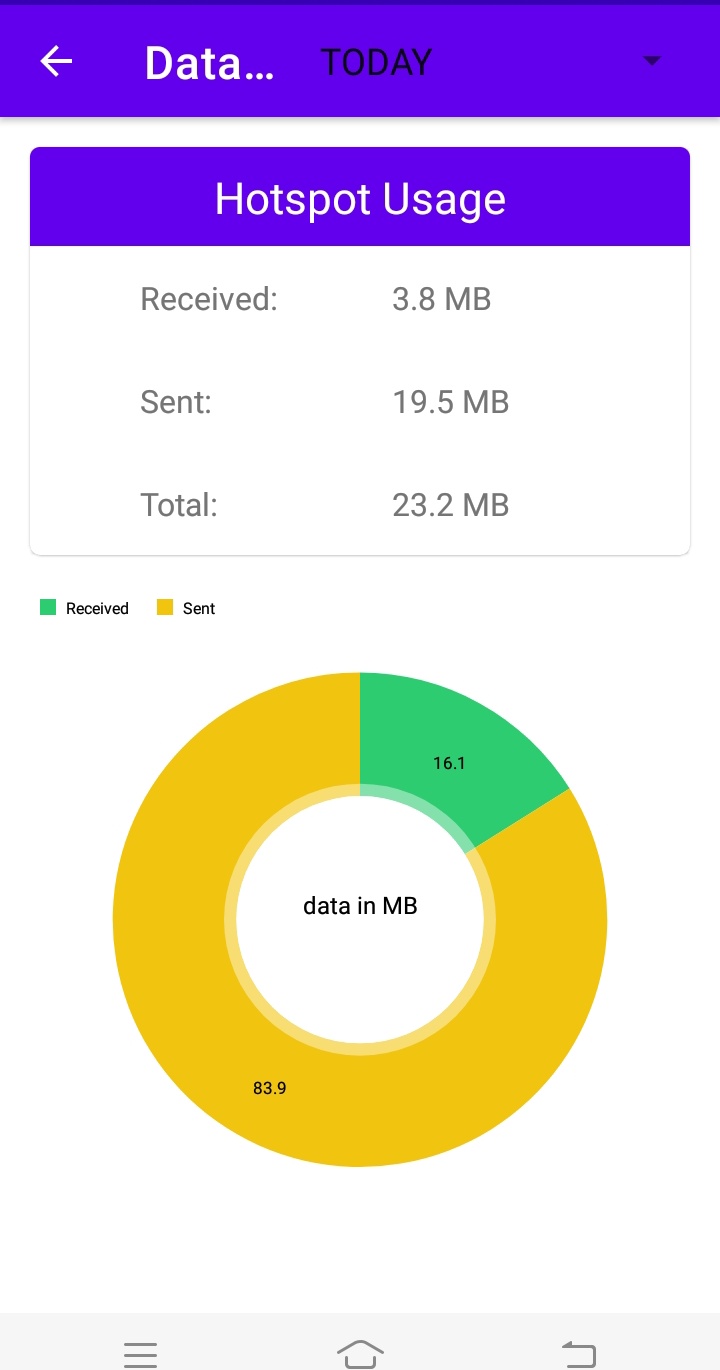 Data... TODAY
Hotspot Usage
Received: 3.8 MB
Sent: 19.5 MB
Total: 23.2 MB
Received Sent
16.1
data in MB
83.9